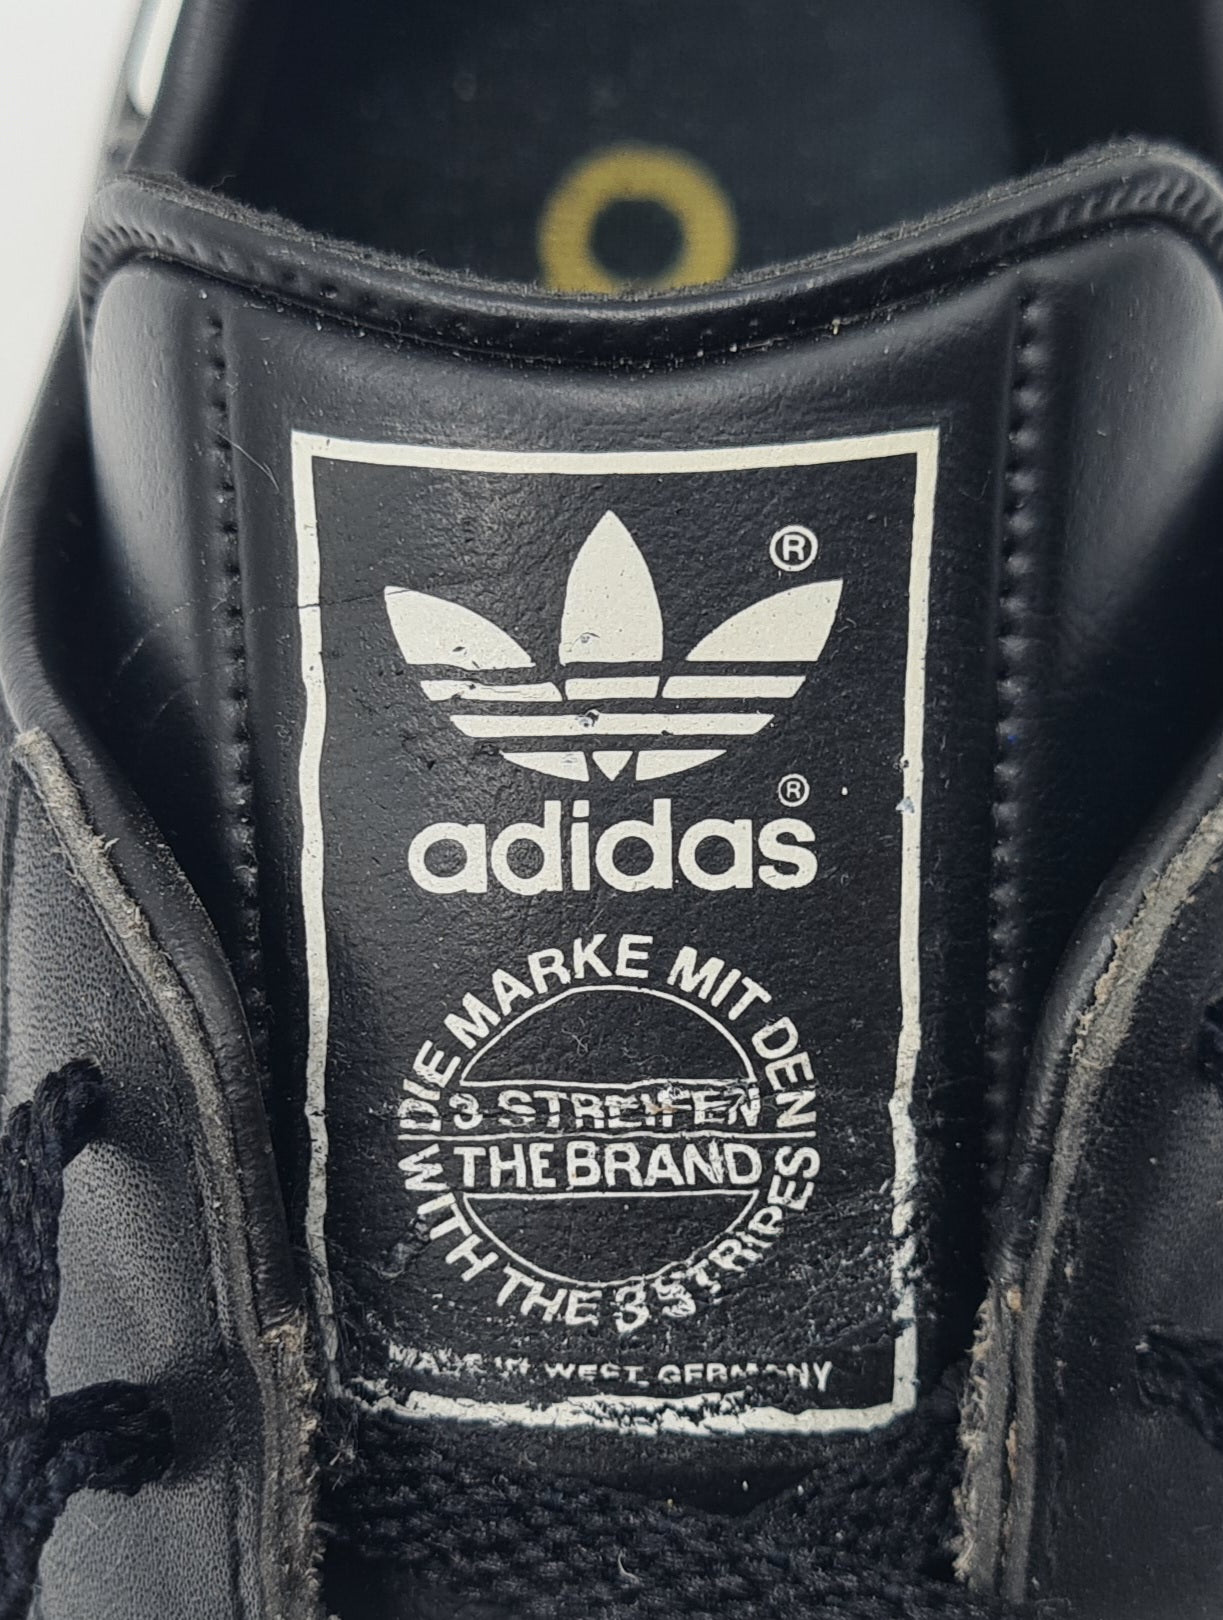 ®
®
adidas
DIE MARKE MIT DEN
3 STREIFEN
THE BRAND
WITH THE 3 STRIPES
MADE IN WEST GERMANY